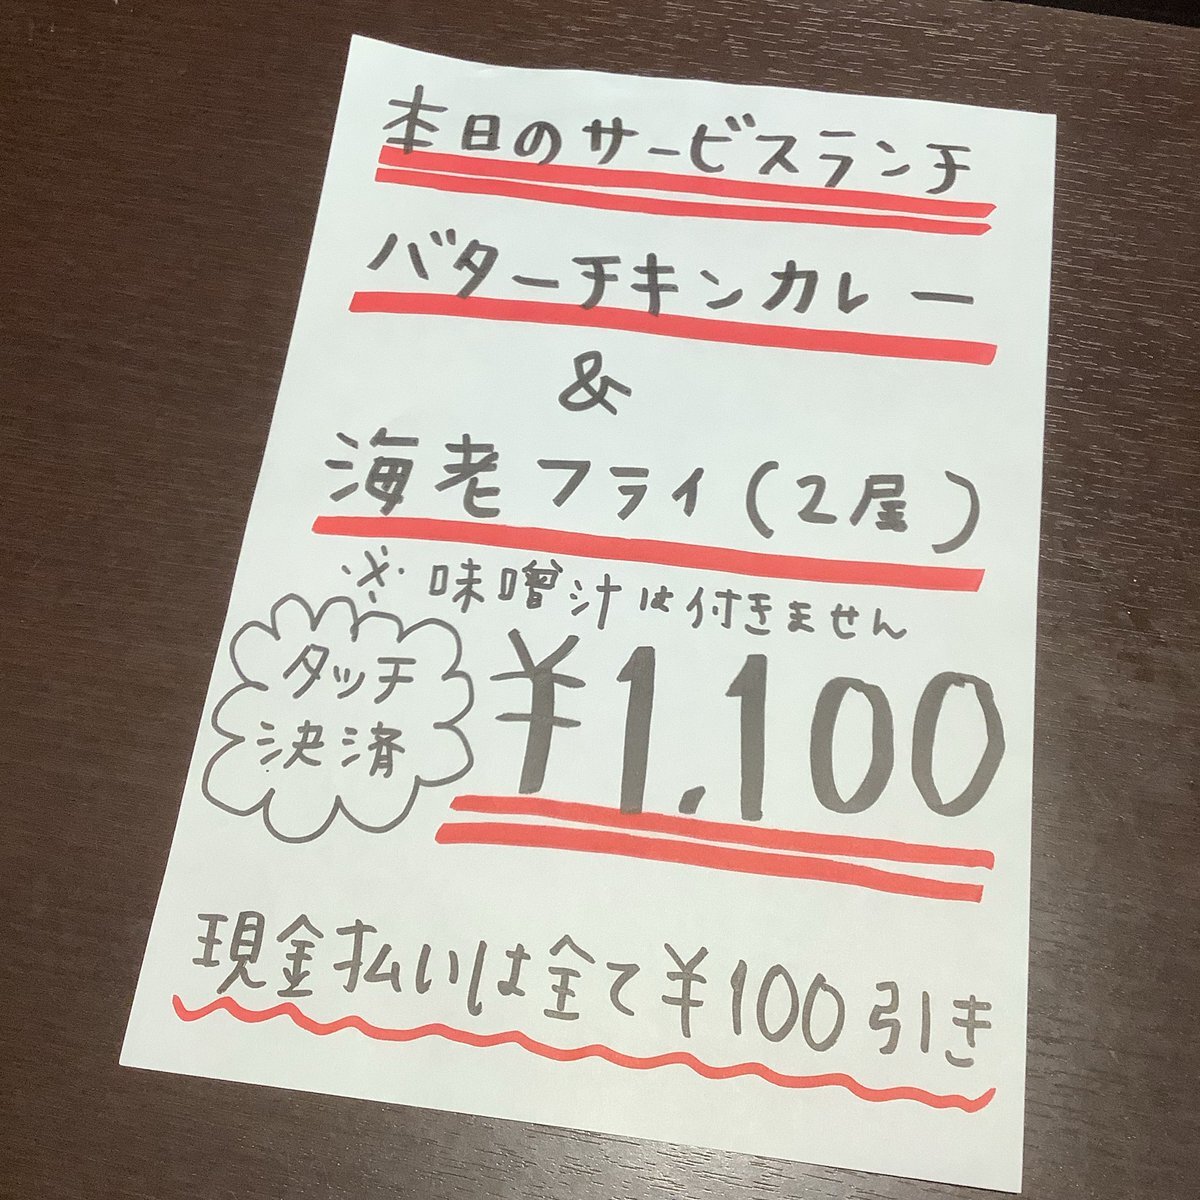 本日のサービスランチ
バターチキンカレー
&
海老フライ(2尾)
※味噌汁は付きません
タッチ
決済
¥1,100
現金払いは全て¥100引き